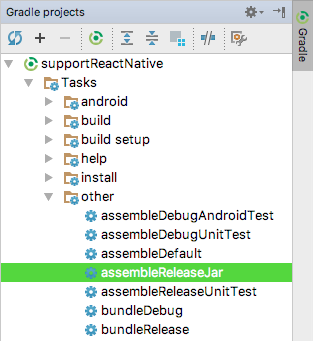 Gradle projects
Gradle
supportReactNative
Tasks
android
build
build setup
help
install
other
assembleDebugAndroidTest
assembleDebugUnitTest
assembleDefault
assembleReleaseJar
assembleReleaseUnitTest
bundleDebug
bundleRelease